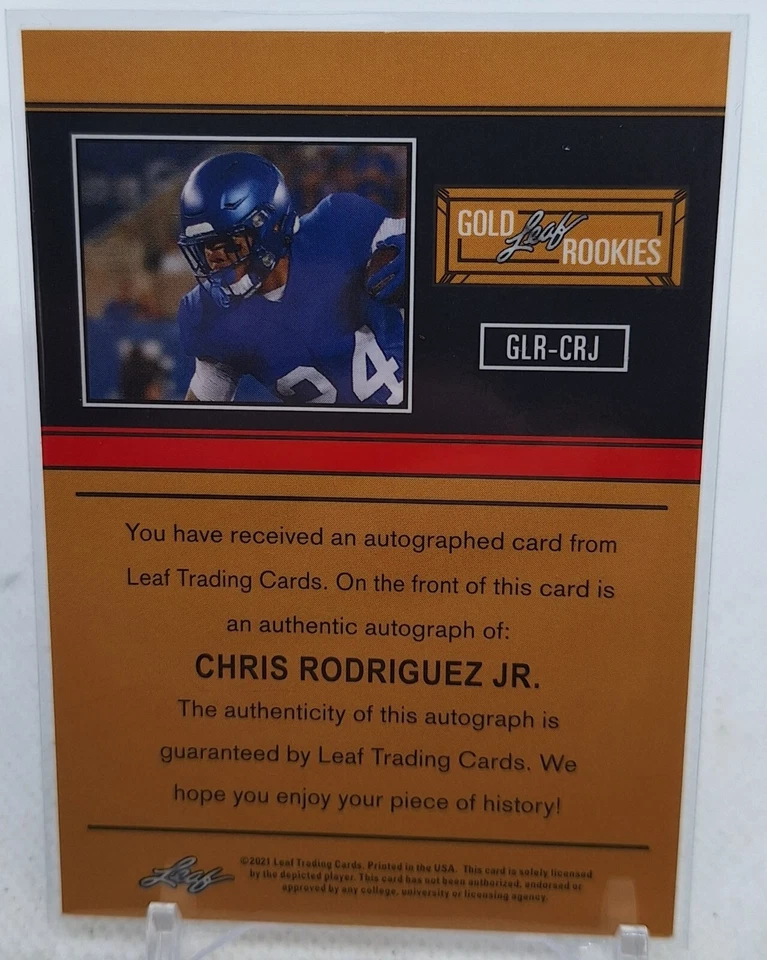 GOLD Leaf ROOKIES
GLR-CRJ
24
You have received an autographed card from
Leaf Trading Cards. On the front of this card is
an authentic autograph of:
CHRIS RODRIGUEZ JR.
The authenticity of this autograph is
guaranteed by Leaf Trading Cards. We
hope you enjoy your piece of history!
Leaf
©2021 Leaf Trading Cards. Printed in the USA. This card is solely licensed
by the depicted player. This card has not been authorized, endorsed or
approved by any college, university or licensing agency.